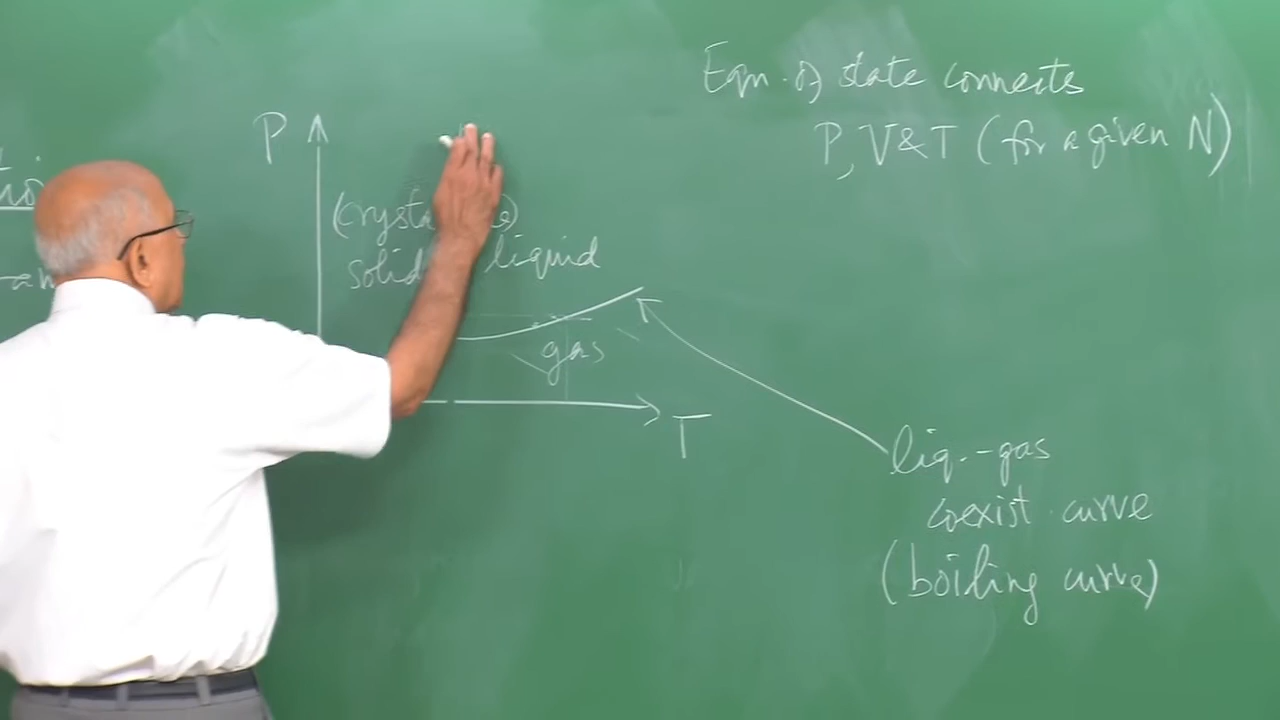 Eqn. of state connects
P, V & T (for a given N)
P
solid
liquid
gas
T
liq.-gas
coexist. curve
(boiling curve)